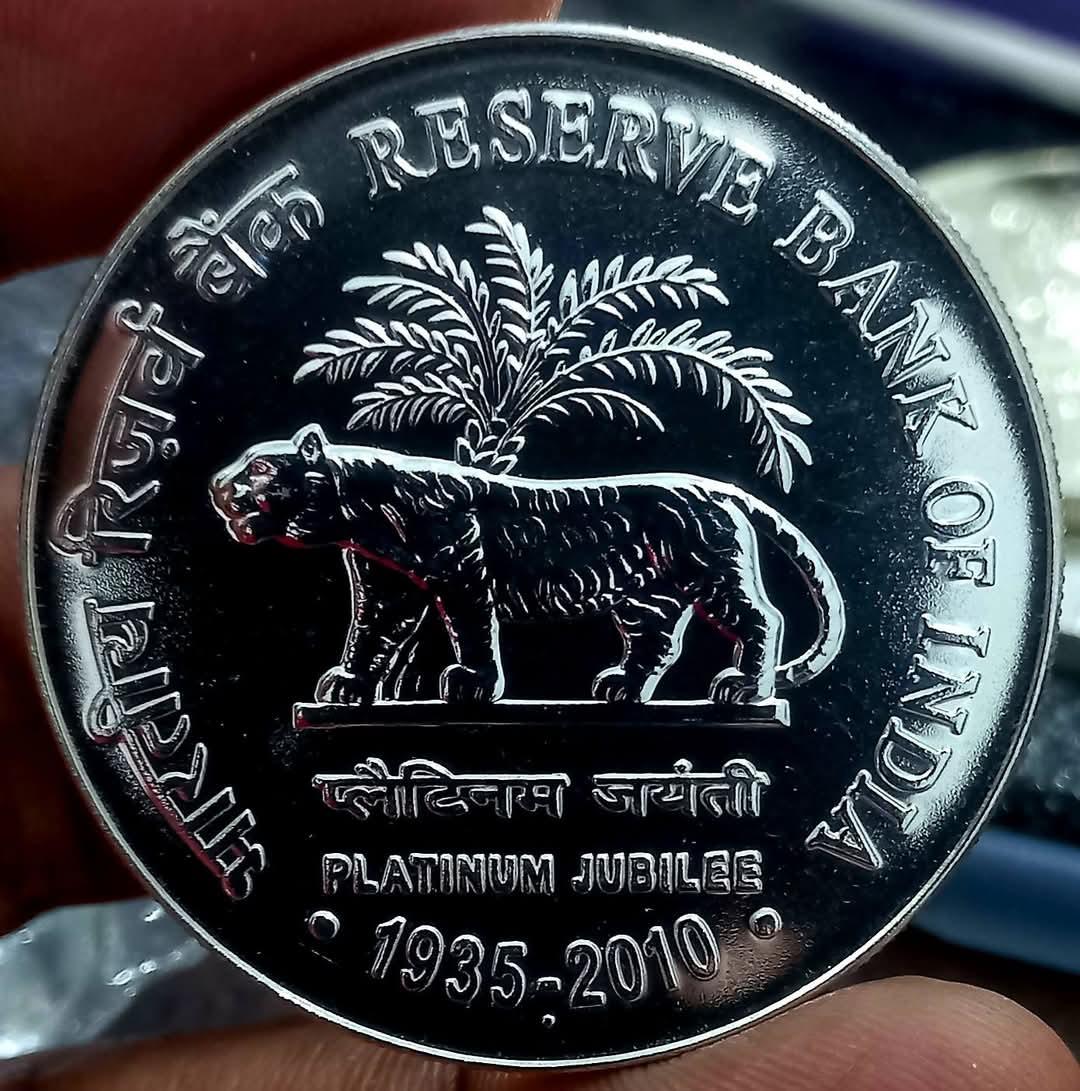 भारतीय रिज़र्व बैंक
RESERVE BANK OF INDIA
प्लैटिनम जयंती
PLATINUM JUBILEE
• 1935-2010 •